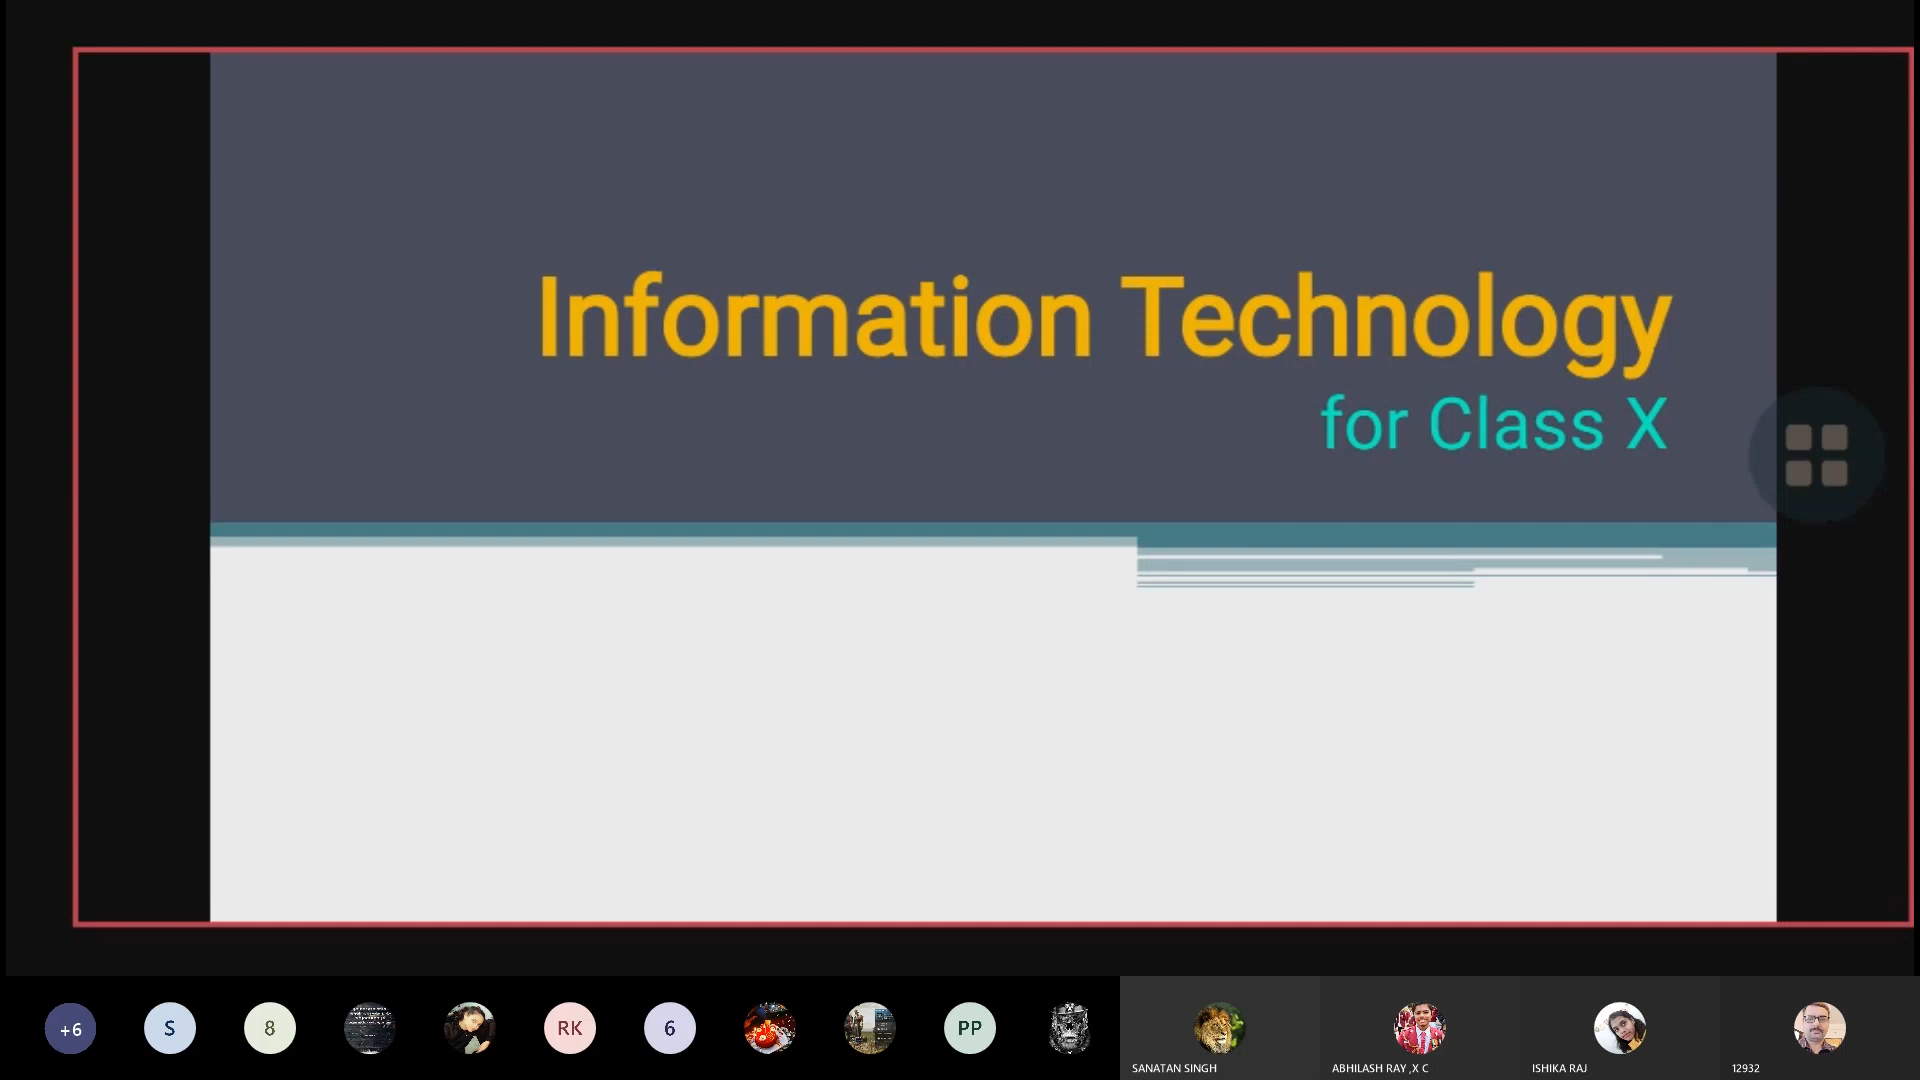 Information Technology
for Class X
+6
S
8
RK
6
PP
SANATAN SINGH
ABHILASH RAY ,X C
ISHIKA RAJ
12932